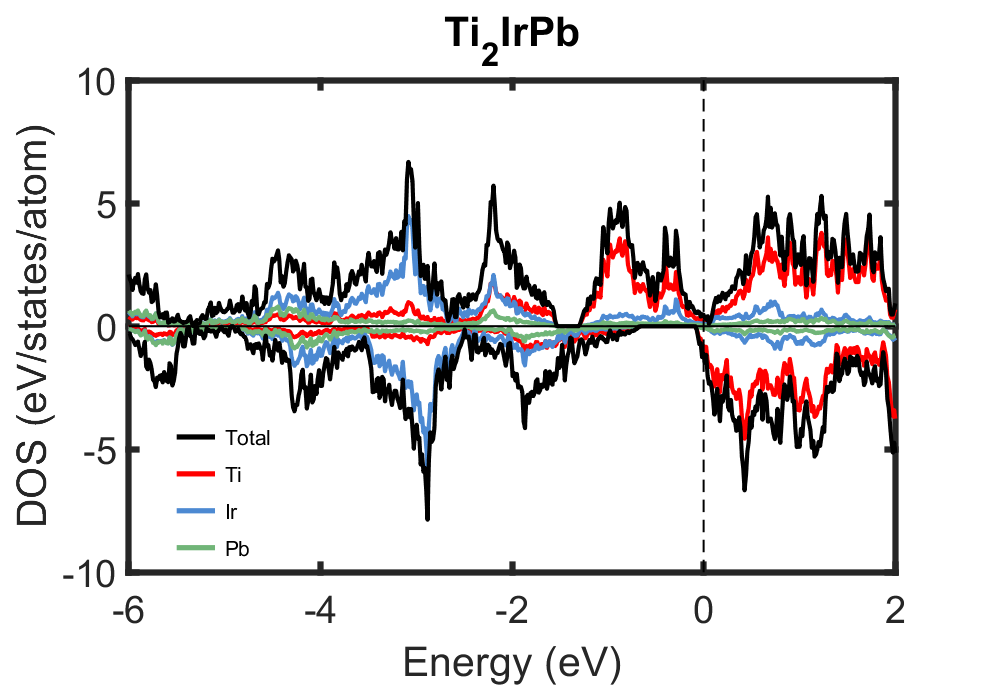 Ti2IrPb
10
5
0
-5
-10
DOS (eV/states/atom)
Total
Ti
Ir
Pb
-6 -4 -2 0 2
Energy (eV)